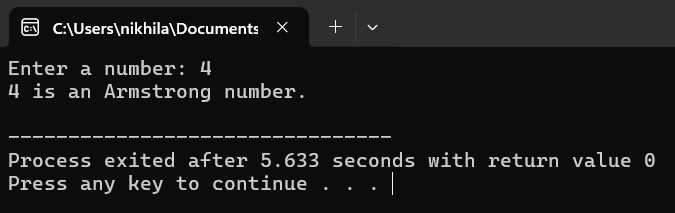 C:\Users\nikhila\Documents
Enter a number: 4
4 is an Armstrong number.
--------------------------------
Process exited after 5.633 seconds with return value 0
Press any key to continue . . .